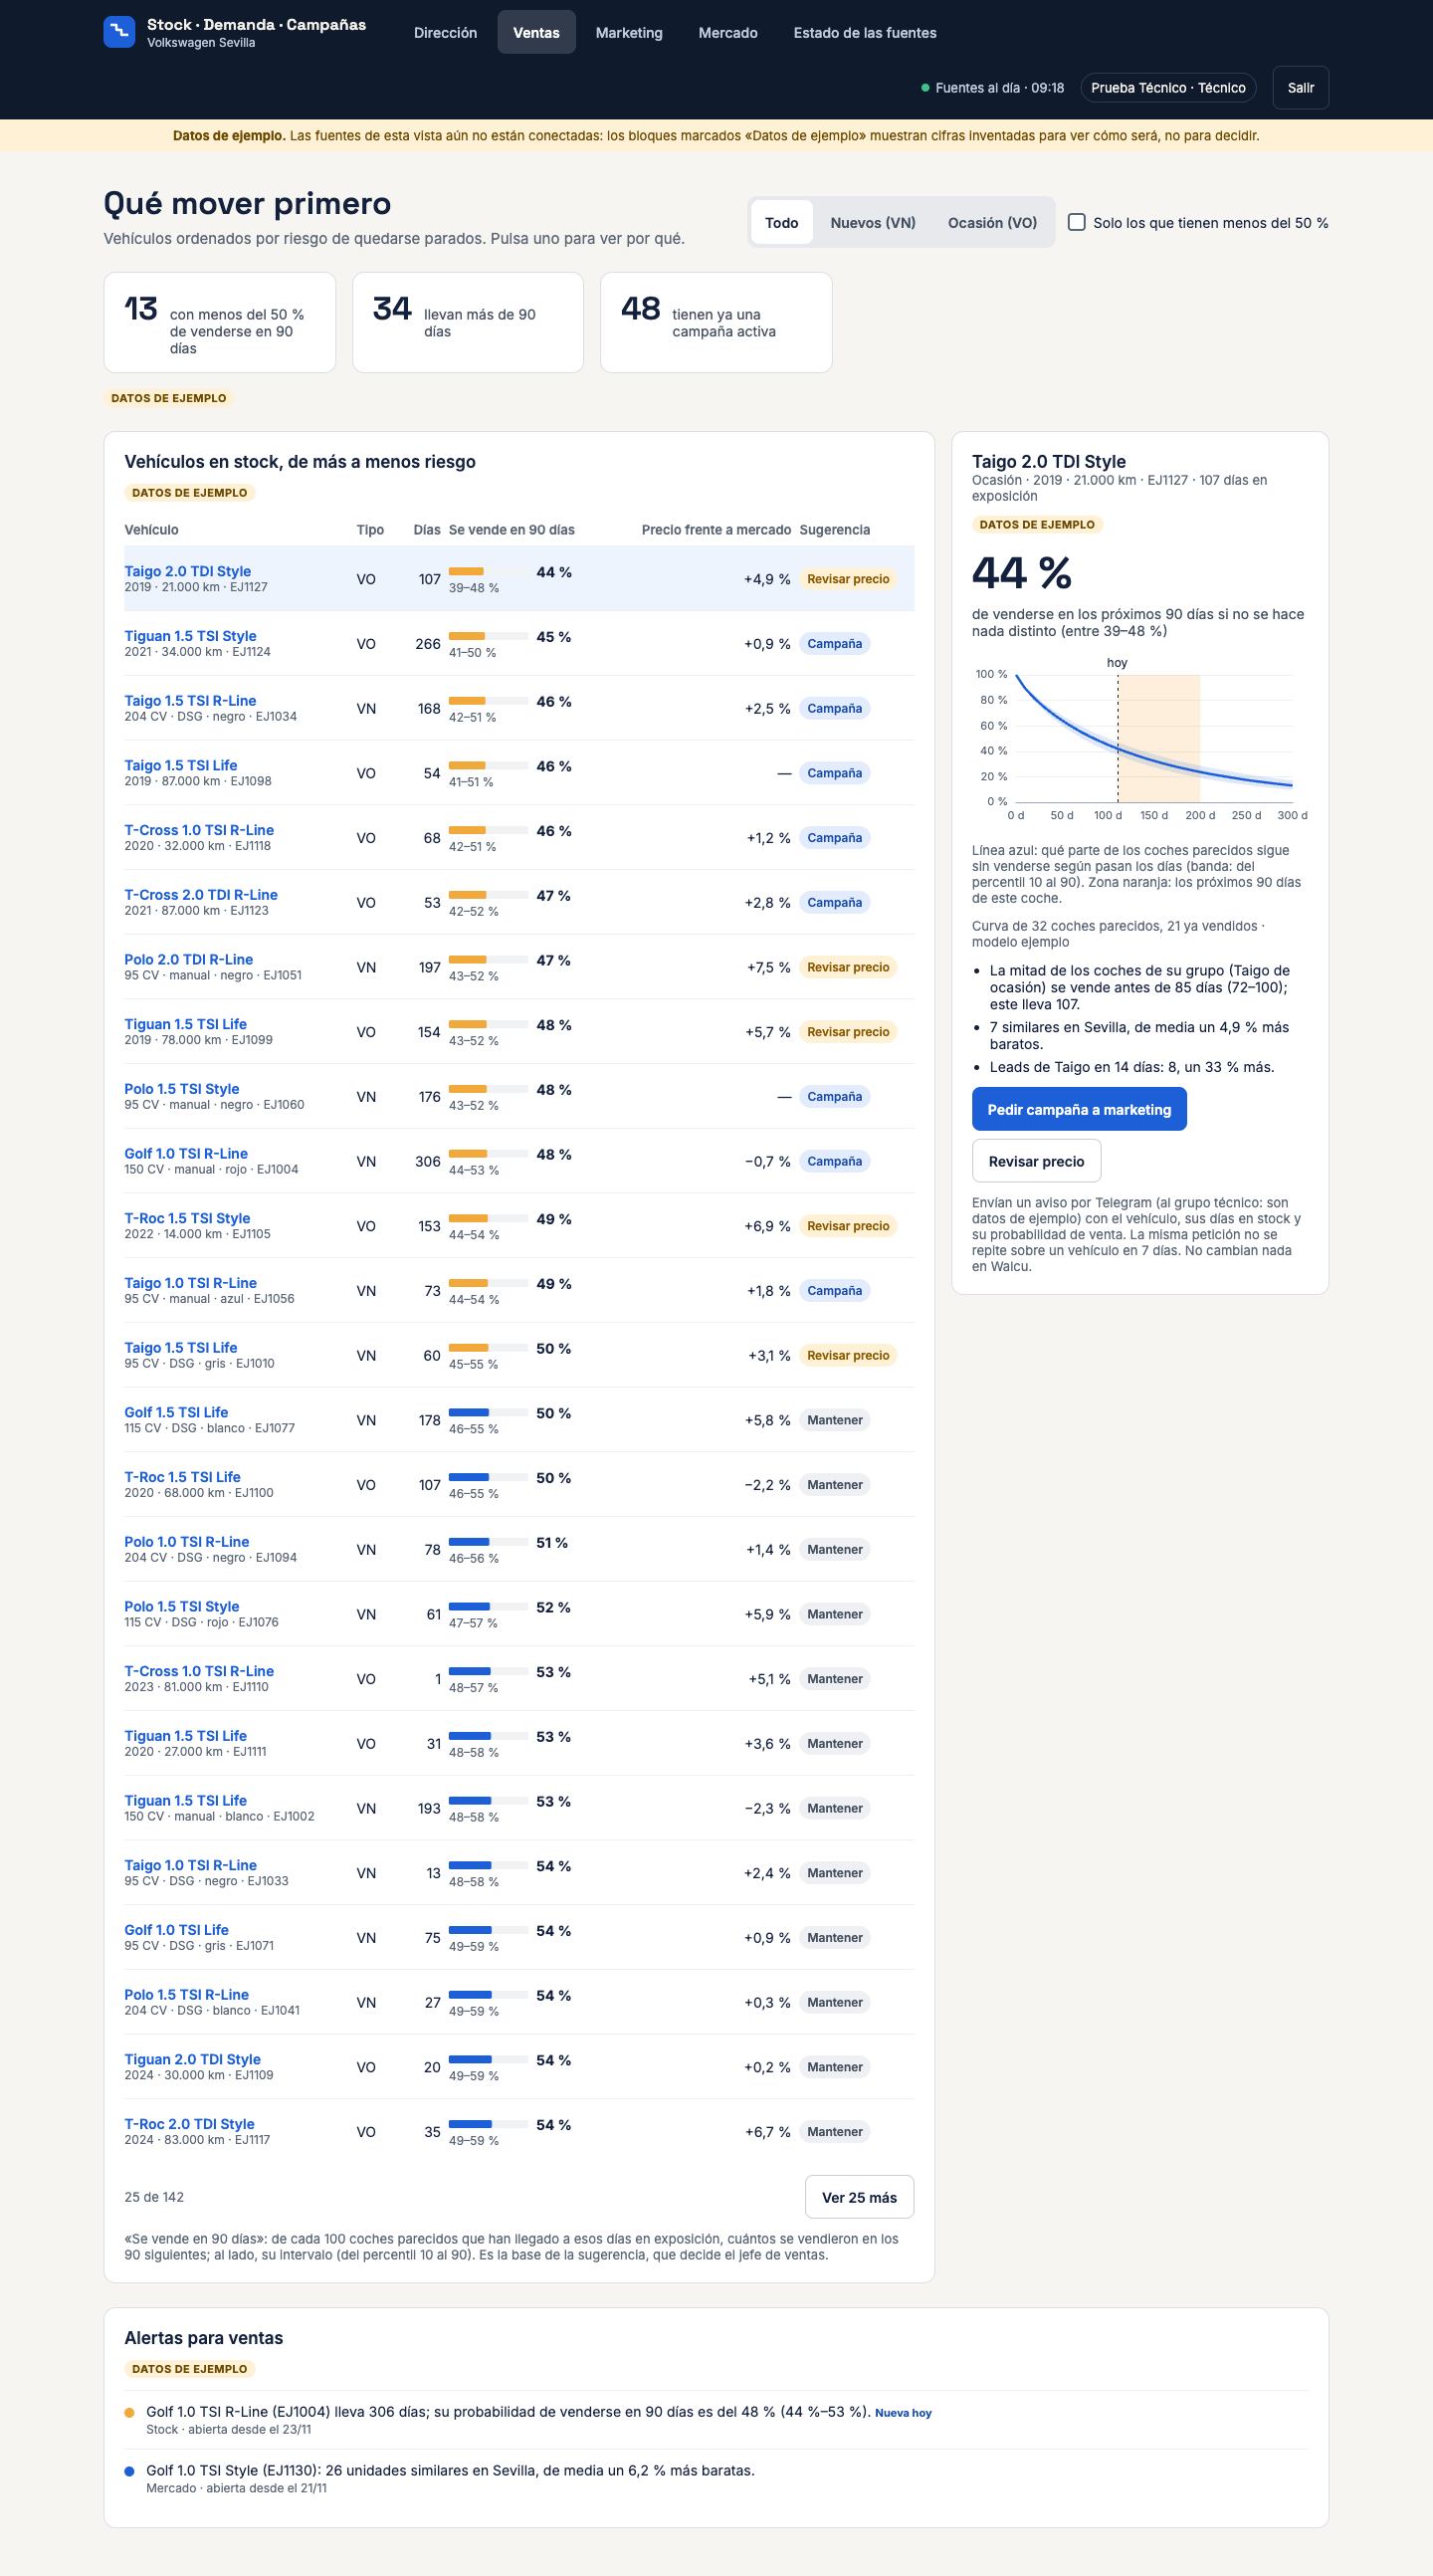 Stock · Demanda · Campañas
Volkswagen Sevilla
Dirección
Ventas
Marketing
Mercado
Estado de las fuentes
Fuentes al día · 09:18
Prueba Técnico · Técnico
Salir
Datos de ejemplo. Las fuentes de esta vista aún no están conectadas: los bloques marcados «Datos de ejemplo» muestran cifras inventadas para ver cómo será, no para decidir.
Qué mover primero
Vehículos ordenados por riesgo de quedarse parados. Pulsa uno para ver por qué.
Todo
Nuevos (VN)
Ocasión (VO)
Solo los que tienen menos del 50 %
13 con menos del 50 %
de venderse en 90
días
34 llevan más de 90
días
48 tienen ya una
campaña activa
DATOS DE EJEMPLO
Vehículos en stock, de más a menos riesgo
DATOS DE EJEMPLO
Vehículo Tipo Días Se vende en 90 días Precio frente a mercado Sugerencia
Taigo 2.0 TDI Style VO 107 44 % +4,9 % Revisar precio
2019 · 21.000 km · EJ1127 39–48 %
Tiguan 1.5 TSI Style VO 266 45 % +0,9 % Campaña
2021 · 34.000 km · EJ1124 41–50 %
Taigo 1.5 TSI R-Line VN 168 46 % +2,5 % Campaña
204 CV · DSG · negro · EJ1034 42–51 %
Taigo 1.5 TSI Life VO 54 46 % — Campaña
2019 · 87.000 km · EJ1098 41–51 %
T-Cross 1.0 TSI R-Line VO 68 46 % +1,2 % Campaña
2020 · 32.000 km · EJ1118 42–51 %
T-Cross 2.0 TDI R-Line VO 53 47 % +2,8 % Campaña
2021 · 87.000 km · EJ1123 42–52 %
Polo 2.0 TDI R-Line VN 197 47 % +7,5 % Revisar precio
95 CV · manual · negro · EJ1051 43–52 %
Tiguan 1.5 TSI Life VO 154 48 % +5,7 % Revisar precio
2019 · 78.000 km · EJ1099 43–52 %
Polo 1.5 TSI Style VN 176 48 % — Campaña
95 CV · manual · negro · EJ1060 43–52 %
Golf 1.0 TSI R-Line VN 306 48 % −0,7 % Campaña
150 CV · manual · rojo · EJ1004 44–53 %
T-Roc 1.5 TSI Style VO 153 49 % +6,9 % Revisar precio
2022 · 14.000 km · EJ1105 44–54 %
Taigo 1.0 TSI R-Line VN 73 49 % +1,8 % Campaña
95 CV · manual · azul · EJ1056 44–54 %
Taigo 1.5 TSI Life VN 60 50 % +3,1 % Revisar precio
95 CV · DSG · gris · EJ1010 45–55 %
Golf 1.5 TSI Life VN 178 50 % +5,8 % Mantener
115 CV · DSG · blanco · EJ1077 46–55 %
T-Roc 1.5 TSI Life VO 107 50 % −2,2 % Mantener
2020 · 68.000 km · EJ1100 46–55 %
Polo 1.0 TSI R-Line VN 78 51 % +1,4 % Mantener
204 CV · DSG · negro · EJ1094 46–56 %
Polo 1.5 TSI Style VN 61 52 % +5,9 % Mantener
115 CV · DSG · rojo · EJ1076 47–57 %
T-Cross 1.0 TSI R-Line VO 1 53 % +5,1 % Mantener
2023 · 81.000 km · EJ1110 48–57 %
Tiguan 1.5 TSI Life VO 31 53 % +3,6 % Mantener
2020 · 27.000 km · EJ1111 48–58 %
Tiguan 1.5 TSI Life VN 193 53 % −2,3 % Mantener
150 CV · manual · blanco · EJ1002 48–58 %
Taigo 1.0 TSI R-Line VN 13 54 % +2,4 % Mantener
95 CV · DSG · negro · EJ1033 48–58 %
Golf 1.0 TSI Life VN 75 54 % +0,9 % Mantener
95 CV · DSG · gris · EJ1071 49–59 %
Polo 1.5 TSI R-Line VN 27 54 % +0,3 % Mantener
204 CV · DSG · blanco · EJ1041 49–59 %
Tiguan 2.0 TDI Style VO 20 54 % +0,2 % Mantener
2024 · 30.000 km · EJ1109 49–59 %
T-Roc 2.0 TDI Style VO 35 54 % +6,7 % Mantener
2024 · 83.000 km · EJ1117 49–59 %
25 de 142
Ver 25 más
«Se vende en 90 días»: de cada 100 coches parecidos que han llegado a esos días en exposición, cuántos se vendieron en los
90 siguientes; al lado, su intervalo (del percentil 10 al 90). Es la base de la sugerencia, que decide el jefe de ventas.
Taigo 2.0 TDI Style
Ocasión · 2019 · 21.000 km · EJ1127 · 107 días en
exposición
DATOS DE EJEMPLO
44 %
de venderse en los próximos 90 días si no se hace
nada distinto (entre 39–48 %)
hoy
100 %
80 %
60 %
40 %
20 %
0 %
0 d 50 d 100 d 150 d 200 d 250 d 300 d
Línea azul: qué parte de los coches parecidos sigue
sin venderse según pasan los días (banda: del
percentil 10 al 90). Zona naranja: los próximos 90 días
de este coche.
Curva de 32 coches parecidos, 21 ya vendidos ·
modelo ejemplo
• La mitad de los coches de su grupo (Taigo de
ocasión) se vende antes de 85 días (72–100);
este lleva 107.
• 7 similares en Sevilla, de media un 4,9 % más
baratos.
• Leads de Taigo en 14 días: 8, un 33 % más.
Pedir campaña a marketing
Revisar precio
Envían un aviso por Telegram (al grupo técnico: son
datos de ejemplo) con el vehículo, sus días en stock y
su probabilidad de venta. La misma petición no se
repite sobre un vehículo en 7 días. No cambian nada
en Walcu.
Alertas para ventas
DATOS DE EJEMPLO
Golf 1.0 TSI R-Line (EJ1004) lleva 306 días; su probabilidad de venderse en 90 días es del 48 % (44 %–53 %). Nueva hoy
Stock · abierta desde el 23/11
Golf 1.0 TSI Style (EJ1130): 26 unidades similares en Sevilla, de media un 6,2 % más baratas.
Mercado · abierta desde el 21/11